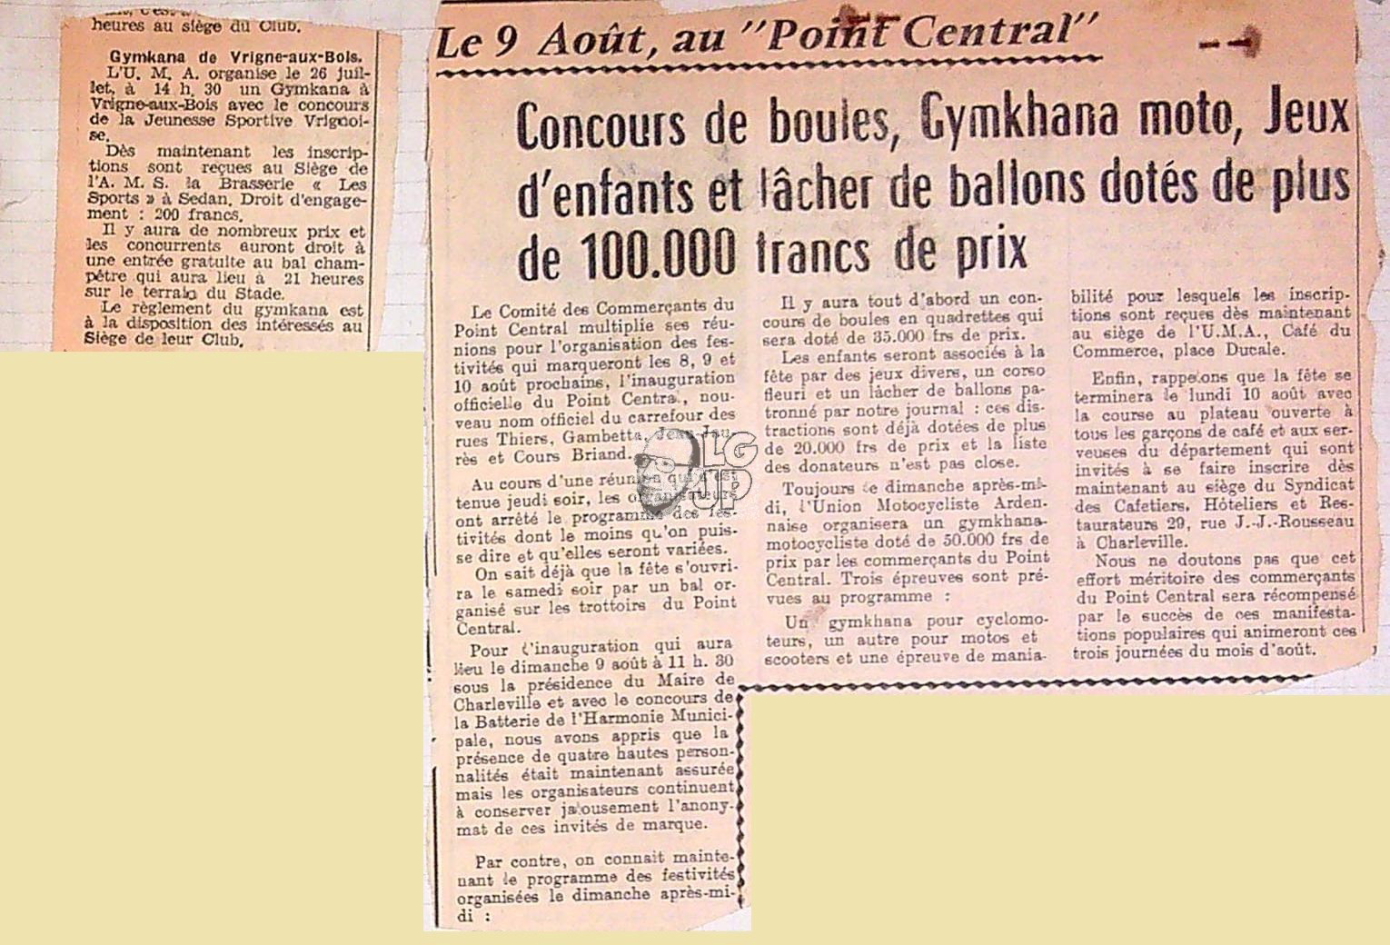 heures au siège du Club.
Gymkana de Vrigne-aux-Bois.
L'U. M. A. organise le 26 juil-
let, à 14 h. 30 un Gymkana à
Vrigne-aux-Bois avec le concours
de la Jeunesse Sportive Vrignoi-
se.
Dès maintenant les inscrip-
tions sont reçues au Siège de
l'A. M. S. la Brasserie « Les
Sports » à Sedan. Droit d'engage-
ment : 200 francs.
Il y aura de nombreux prix et
les concurrents auront droit à
une entrée gratuite au bal cham-
pêtre qui aura lieu à 21 heures
sur le terrain du Stade.
Le règlement du gymkana est
à la disposition des intéressés au
Siège de leur Club.
Le 9 Août, au "Point Central"
Concours de boules, Gymkhana moto, Jeux
d'enfants et lâcher de ballons dotés de plus
de 100.000 francs de prix
Le Comité des Commerçants du
Point Central multiplie ses réu-
nions pour l'organisation des fes-
tivités qui marqueront les 8, 9 et
10 août prochains, l'inauguration
officielle du Point Central, nou-
veau nom officiel du carrefour des
rues Thiers, Gambetta, Jean-Jau-
rès et Cours Briand.
Au cours d'une réunion qui s'est
tenue jeudi soir, les organisateurs
ont arrêté le programme des fes-
tivités dont le moins qu'on puis-
se dire et qu'elles seront variées.
On sait déjà que la fête s'ouvri-
ra le samedi soir par un bal or-
ganisé sur les trottoirs du Point
Central.
Pour l'inauguration qui aura
lieu le dimanche 9 août à 11 h. 30
sous la présidence du Maire de
Charleville et avec le concours de
la Batterie de l'Harmonie Munici-
pale, nous avons appris que la
présence de quatre hautes person-
nalités était maintenant assurée
mais les organisateurs continuent
à conserver jalousement l'anony-
mat de ces invités de marque.
Par contre, on connait mainte-
nant le programme des festivités
organisées le dimanche après-mi-
di :
Il y aura tout d'abord un con-
cours de boules en quadrettes qui
sera doté de 35.000 frs de prix.
Les enfants seront associés à la
fête par des jeux divers, un corso
fleuri et un lâcher de ballons pa-
tronné par notre journal : ces dis-
tractions sont déjà dotées de plus
de 20.000 frs de prix et la liste
des donateurs n'est pas close.
Toujours le dimanche après-mi-
di, l'Union Motocycliste Arden-
naise organisera un gymkhana-
motocycliste doté de 50.000 frs de
prix par les commerçants du Point
Central. Trois épreuves sont pré-
vues au programme :
Un gymkhana pour cyclomo-
teurs, un autre pour motos et
scooters et une épreuve de mania-
bilité pour lesquels les inscrip-
tions sont reçues dès maintenant
au siège de l'U.M.A., Café du
Commerce, place Ducale.
Enfin, rappelons que la fête se
terminera le lundi 10 août avec
la course au plateau ouverte à
tous les garçons de café et aux ser-
veuses du département qui sont
invités à se faire inscrire dès
maintenant au siège du Syndicat
des Cafetiers, Hôteliers et Res-
taurateurs 29, rue J.-J.-Rousseau
à Charleville.
Nous ne doutons pas que cet
effort méritoire des commerçants
du Point Central sera récompensé
par le succès de ces manifesta-
tions populaires qui animeront ces
trois journées du mois d'août.
LG
UP